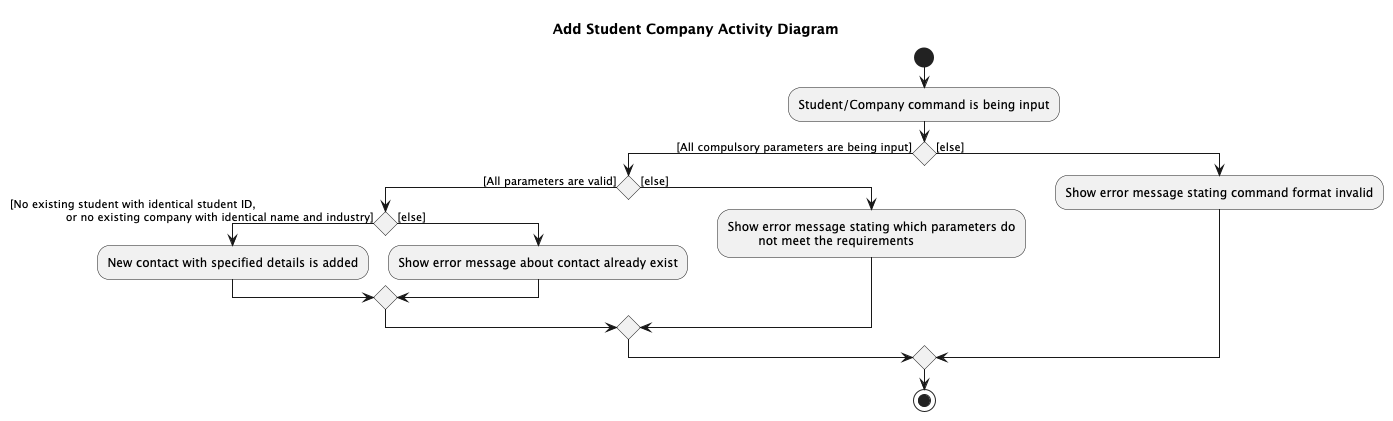 Add Student Company Activity Diagram
Student/Company command is being input
[All compulsory parameters are being input]
[else]
[All parameters are valid]
[else]
Show error message stating command format invalid
[No existing student with identical student ID,
or no existing company with identical name and industry]
[else]
Show error message stating which parameters do
not meet the requirements
New contact with specified details is added
Show error message about contact already exist